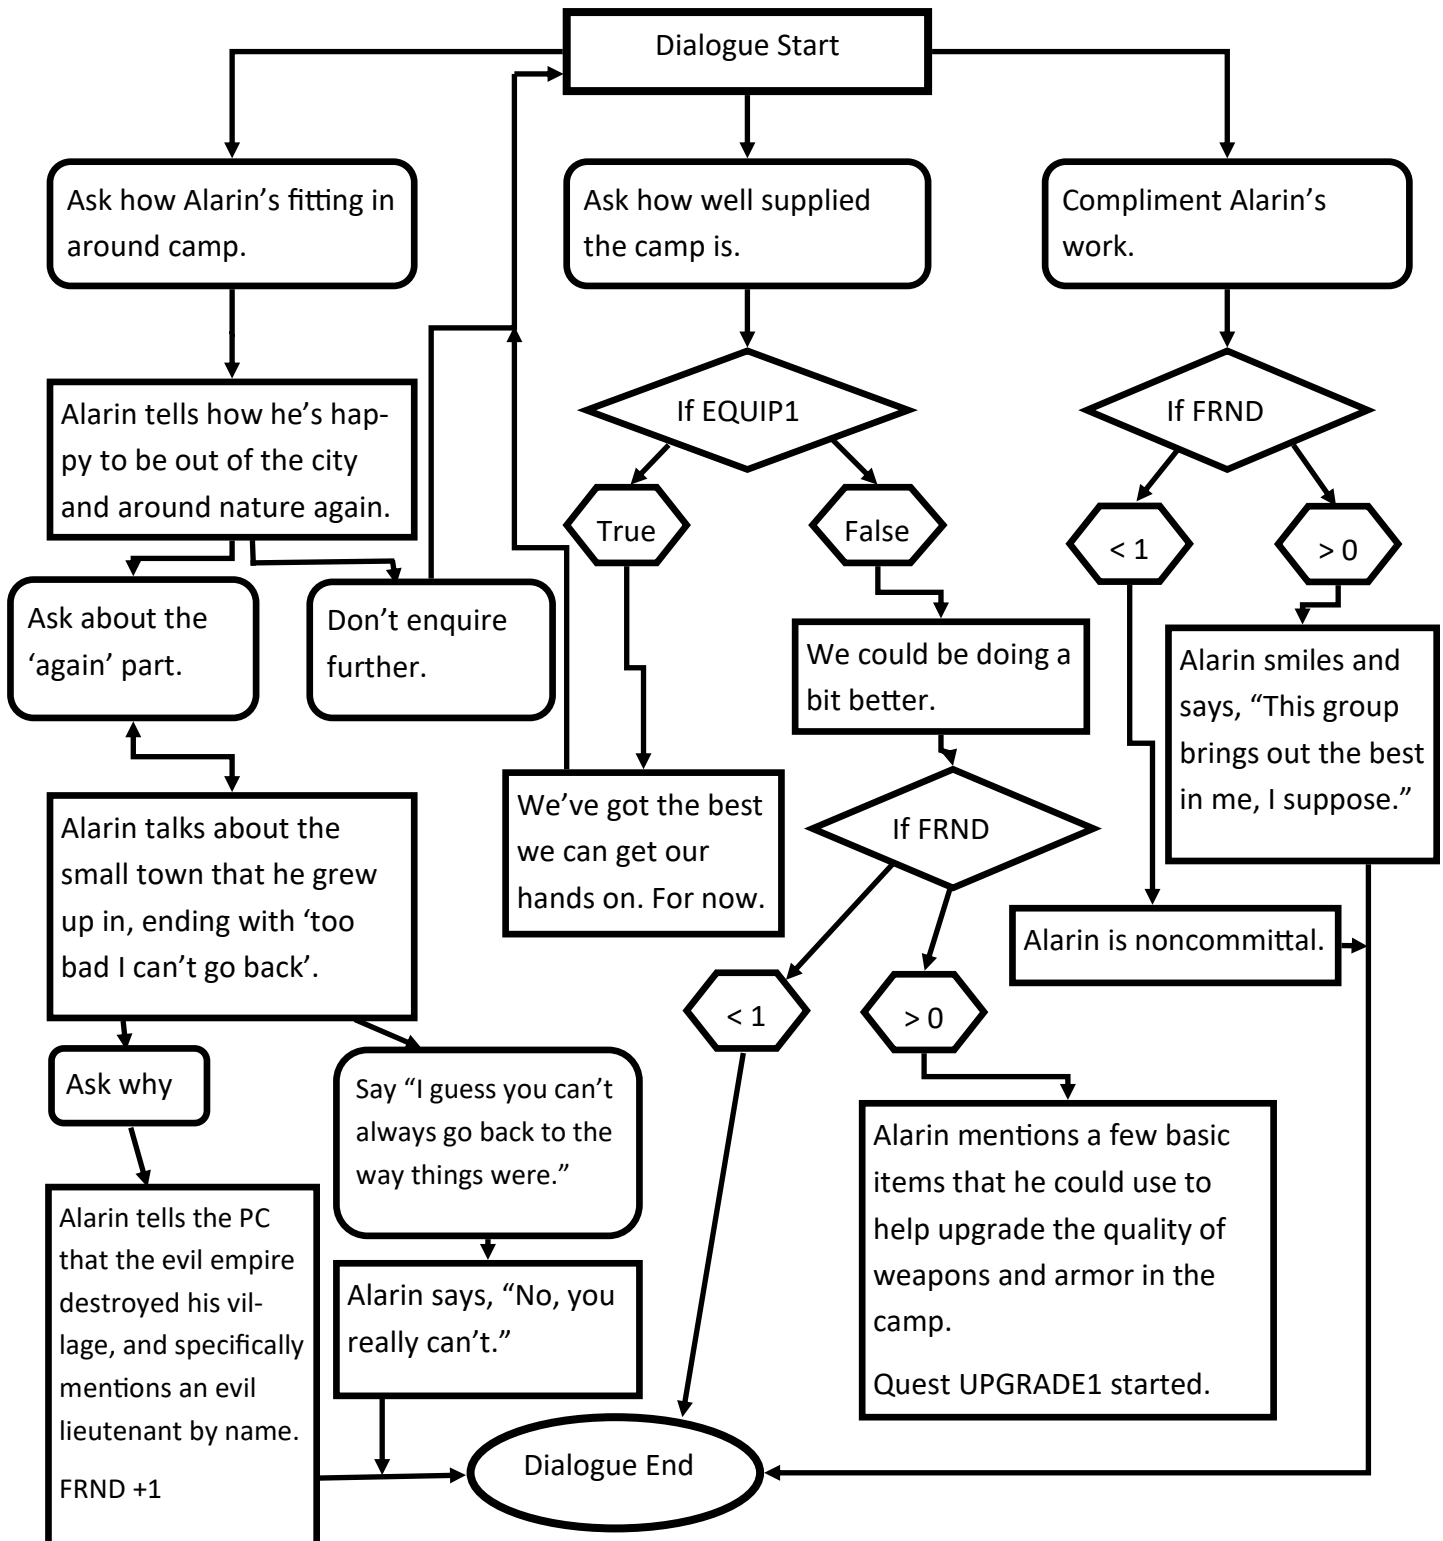 Dialogue Start
Ask how Alarin’s fitting in
around camp.
Ask how well supplied
the camp is.
Compliment Alarin’s
work.
Alarin tells how he’s hap-
py to be out of the city
and around nature again.
If EQUIP1
If FRND
True
False
< 1
> 0
Ask about the
‘again’ part.
Don’t enquire
further.
We could be doing a
bit better.
Alarin smiles and
says, “This group
brings out the best
in me, I suppose.”
Alarin talks about the
small town that he grew
up in, ending with ‘too
bad I can’t go back’.
We’ve got the best
we can get our
hands on. For now.
If FRND
Alarin is noncommittal.
< 1
> 0
Ask why
Say “I guess you can’t
always go back to the
way things were.”
Alarin mentions a few basic
items that he could use to
help upgrade the quality of
weapons and armor in the
camp.
Quest UPGRADE1 started.
Alarin tells the PC
that the evil empire
destroyed his vil-
lage, and specifically
mentions an evil
lieutenant by name.
FRND +1
Alarin says, “No, you
really can’t.”
Dialogue End